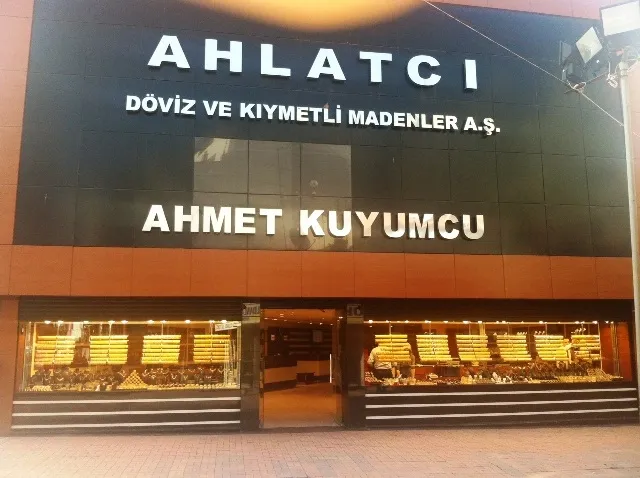 AHLATCI
DÖVİZ VE KIYMETLİ MADENLER A.Ş.
AHMET KUYUMCU